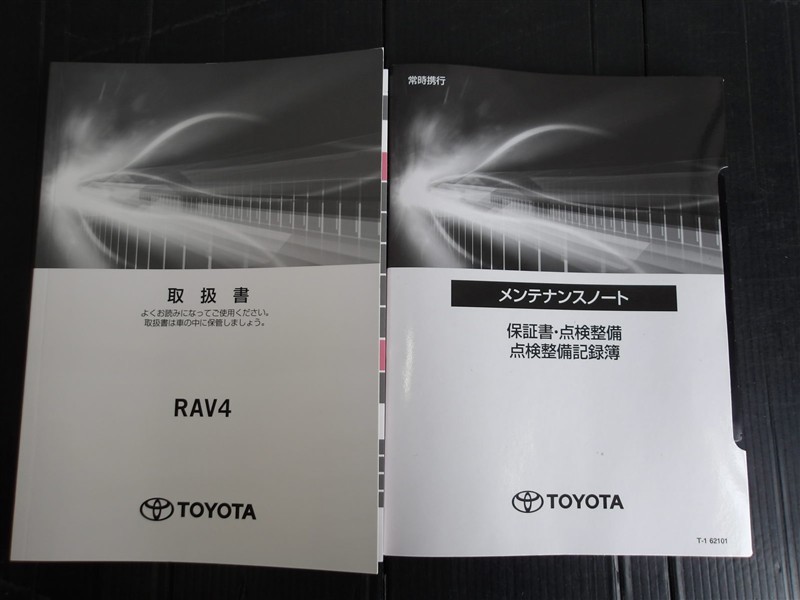 取扱書
よくお読みになってご使用ください。
取扱書は車の中に保管しましょう。
RAV4
TOYOTA
常時携行
メンテナンスノート
保証書・点検整備
点検整備記録簿
TOYOTA
T-1 62101